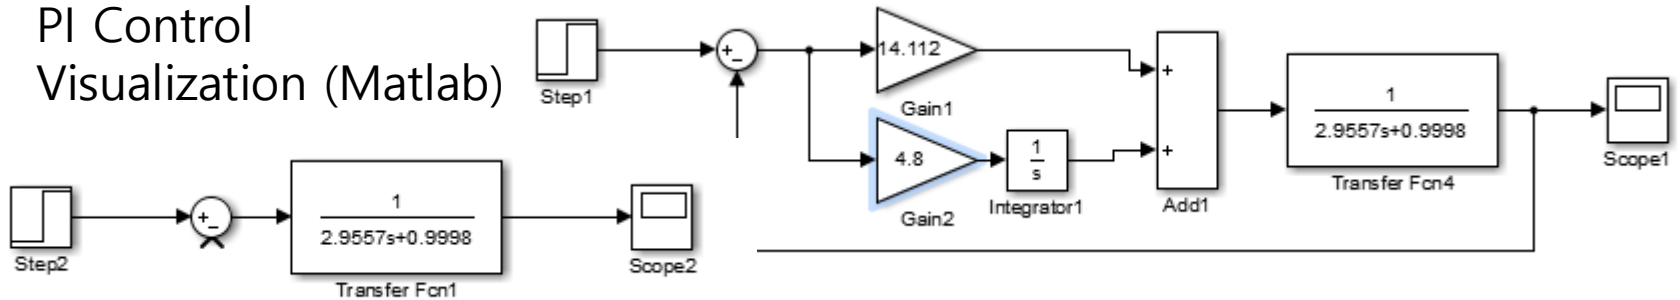 PI Control
Visualization (Matlab)
Step1
+
−
14.112
Gain1
4.8
Gain2
1
s
Integrator1
+
+
Add1
1
2.9557s+0.9998
Transfer Fcn4
Scope1
Step2
+
−
1
2.9557s+0.9998
Transfer Fcn1
Scope2